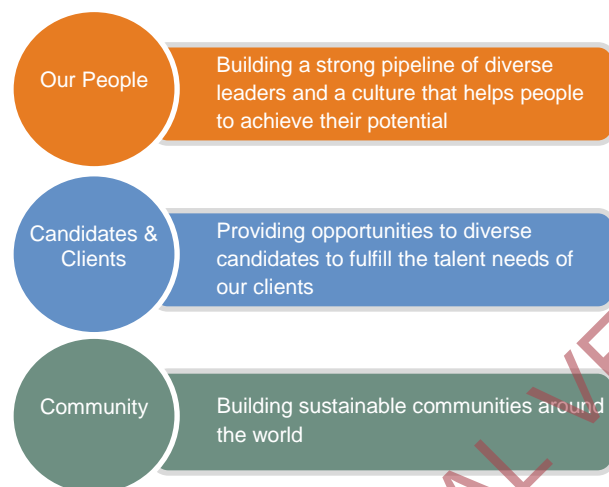 Our People
Building a strong pipeline of diverse
leaders and a culture that helps people
to achieve their potential
Candidates &
Clients
Providing opportunities to diverse
candidates to fulfill the talent needs of
our clients
Community
Building sustainable communities around
the world